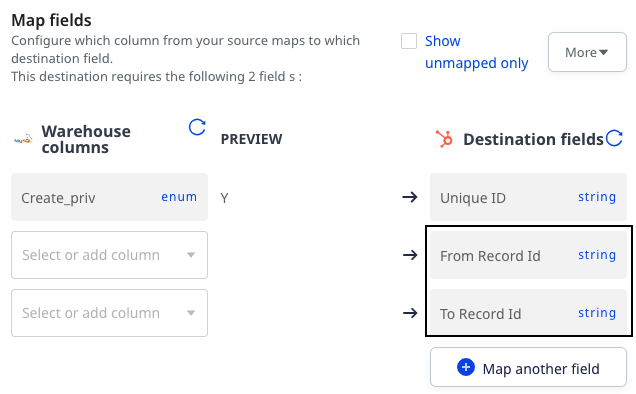 Map fields
Configure which column from your source maps to which
destination field.
This destination requires the following 2 field s :
Show
unmapped only
More
Warehouse
columns
PREVIEW
Destination fields
Create_priv enum Y Unique ID string
Select or add column From Record Id string
Select or add column To Record Id string
Map another field